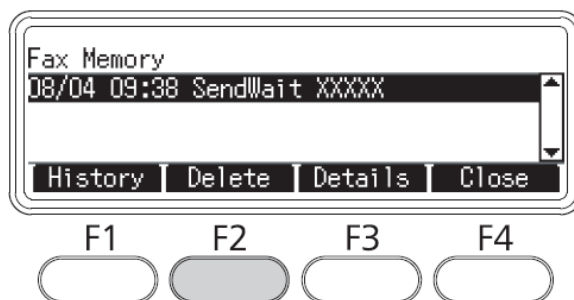 Fax Memory
08/04 09:38 SendWait XXXXX
History Delete Details Close
F1 F2 F3 F4